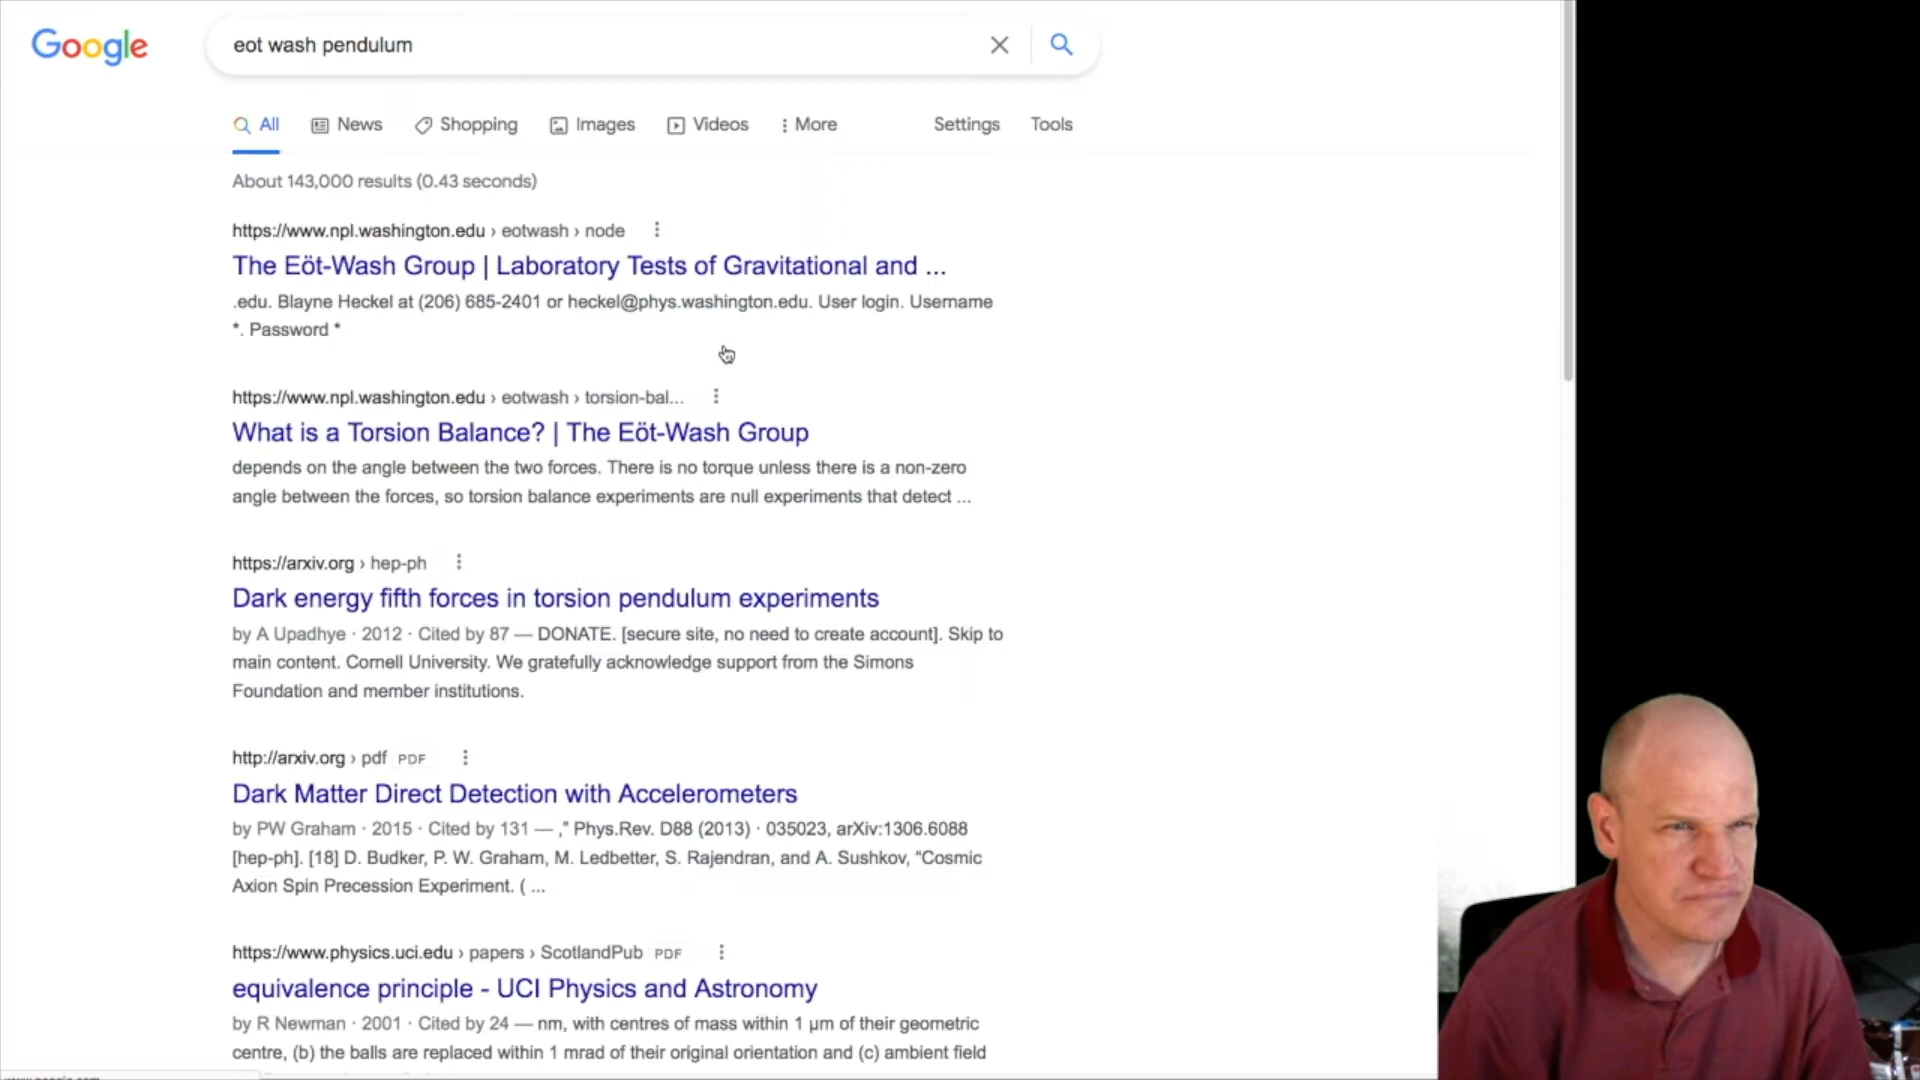 Google
eot wash pendulum
All News Shopping Images Videos More Settings Tools
About 143,000 results (0.43 seconds)
https://www.npl.washington.edu › eotwash › node
The Eöt-Wash Group | Laboratory Tests of Gravitational and ...
.edu. Blayne Heckel at (206) 685-2401 or heckel@phys.washington.edu. User login. Username
*. Password *
https://www.npl.washington.edu › eotwash › torsion-bal...
What is a Torsion Balance? | The Eöt-Wash Group
depends on the angle between the two forces. There is no torque unless there is a non-zero
angle between the forces, so torsion balance experiments are null experiments that detect ...
https://arxiv.org › hep-ph
Dark energy fifth forces in torsion pendulum experiments
by A Upadhye · 2012 · Cited by 87 — DONATE. [secure site, no need to create account]. Skip to
main content. Cornell University. We gratefully acknowledge support from the Simons
Foundation and member institutions.
http://arxiv.org › pdf PDF
Dark Matter Direct Detection with Accelerometers
by PW Graham · 2015 · Cited by 131 — ," Phys.Rev. D88 (2013) · 035023, arXiv:1306.6088
[hep-ph]. [18] D. Budker, P. W. Graham, M. Ledbetter, S. Rajendran, and A. Sushkov, "Cosmic
Axion Spin Precession Experiment. ( ...
https://www.physics.uci.edu › papers › ScotlandPub PDF
equivalence principle - UCI Physics and Astronomy
by R Newman · 2001 · Cited by 24 — nm, with centres of mass within 1 μm of their geometric
centre, (b) the balls are replaced within 1 mrad of their original orientation and (c) ambient field